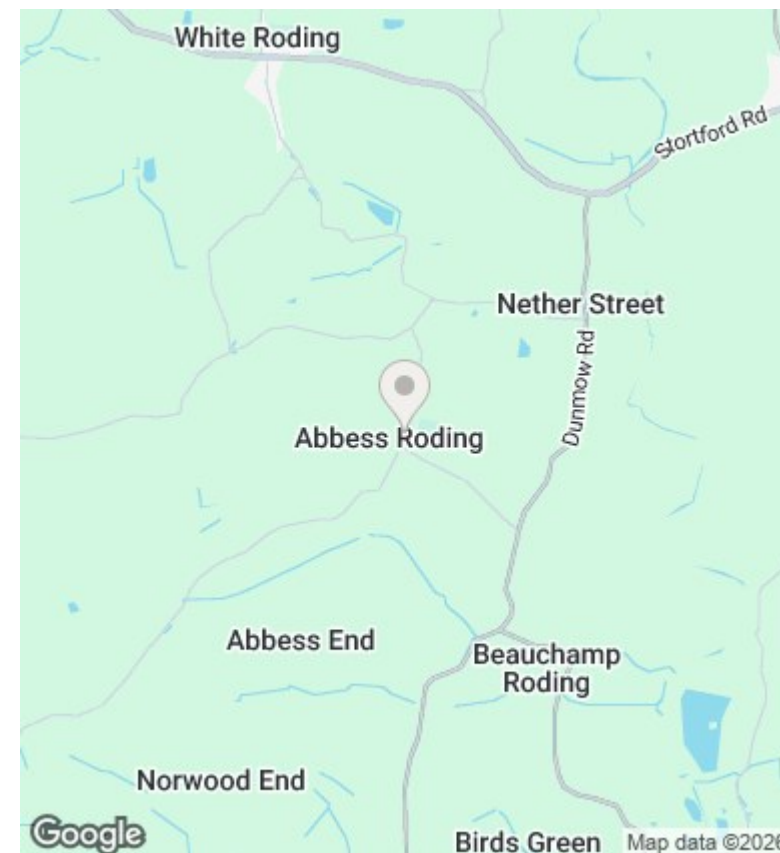 White Roding
Stortford Rd
Nether Street
Dunmow Rd
Abbess Roding
Abbess End
Beauchamp
Roding
Norwood End
Birds Green
Google
Map data ©2026